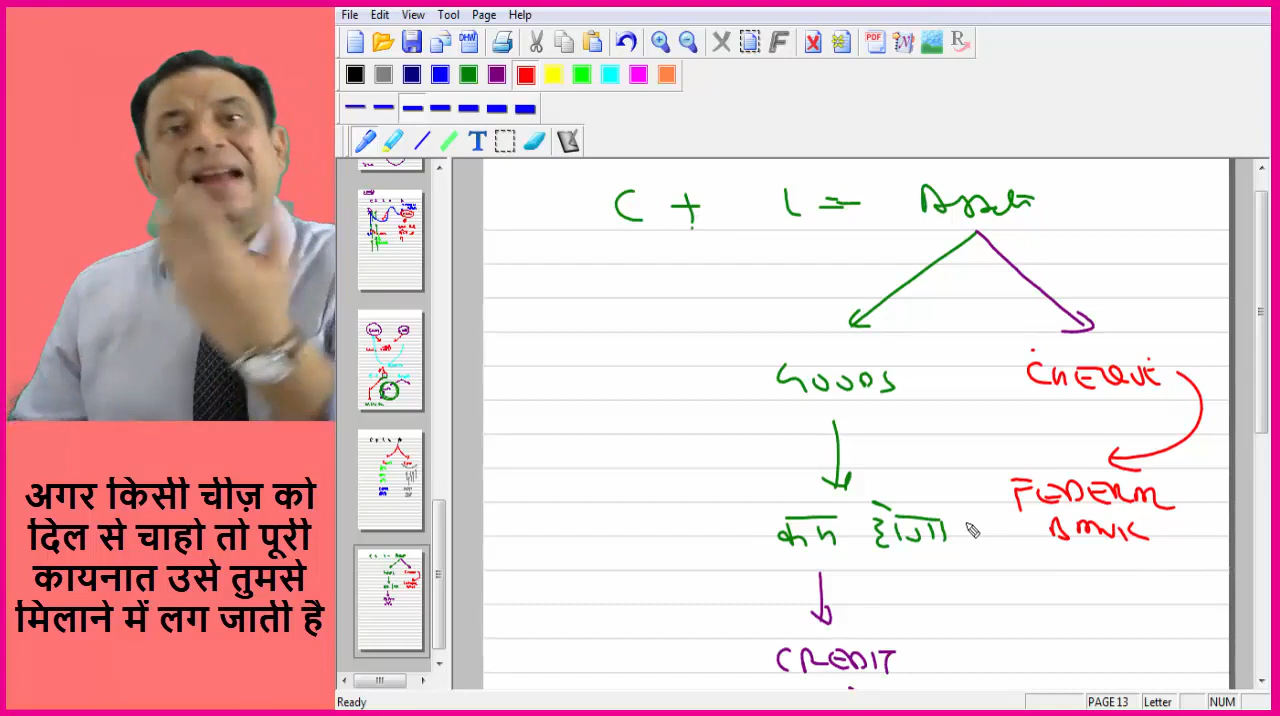 File Edit View Tool Page Help
C + L = Assets
GOODS
CHEQUE
FEDERAL
BANK
CREDIT
अगर किसी चीज़ को
दिल से चाहो तो पूरी
कायनात उसे तुमसे
मिलाने में लग जाती है
Ready
PAGE 13 Letter NUM